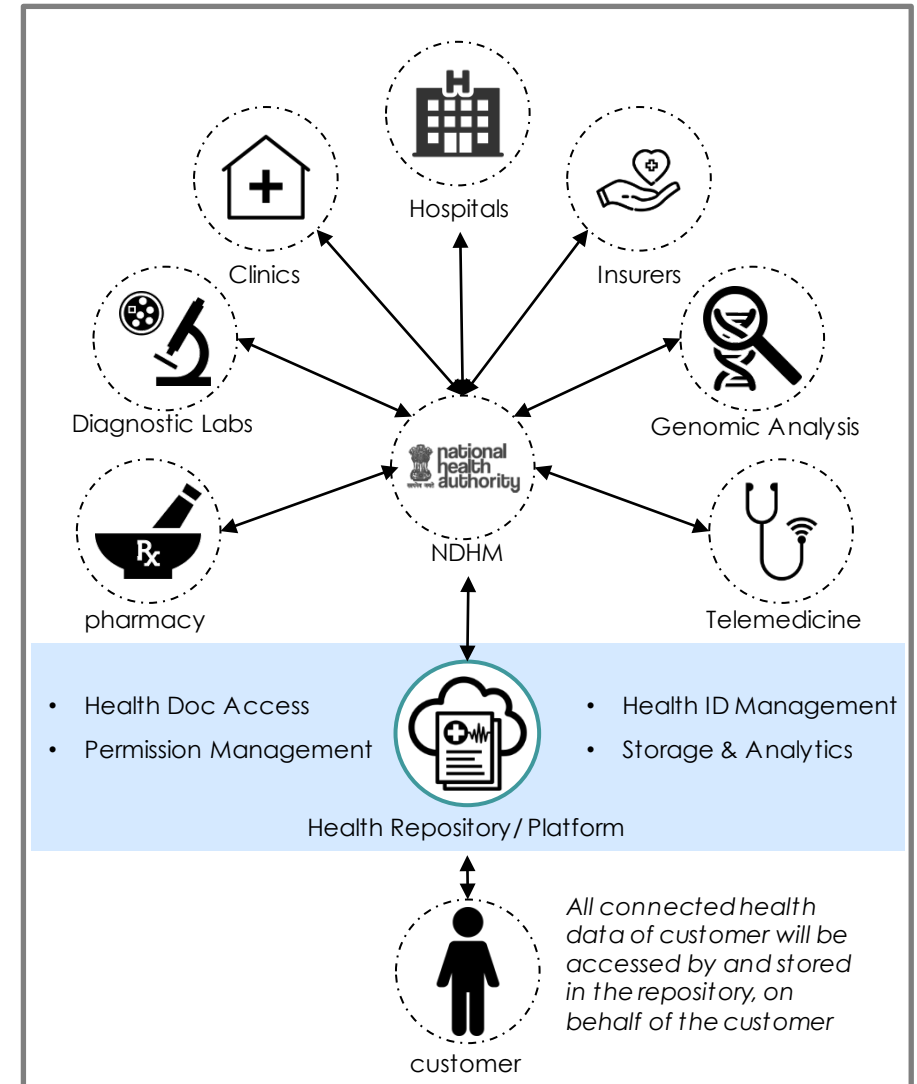 H
Hospitals
Clinics
Insurers
Diagnostic Labs
Genomic Analysis
national
health
authority
NDHM
Rx
pharmacy
Telemedicine
• Health Doc Access
• Permission Management
• Health ID Management
• Storage & Analytics
Health Repository/ Platform
All connected health
data of customer will be
accessed by and stored
in the repository, on
behalf of the customer
customer